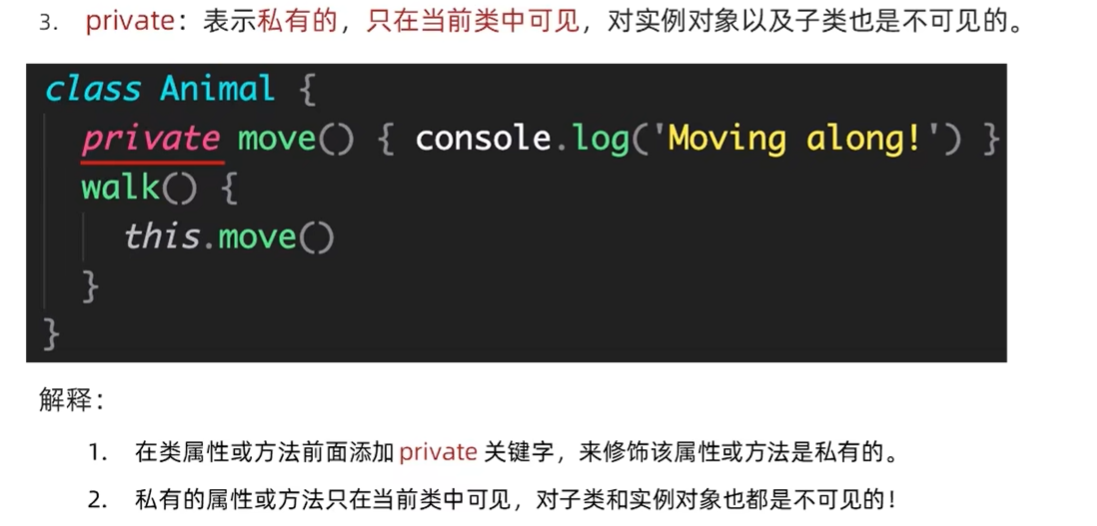 3. private：表示私有的，只在当前类中可见，对实例对象以及子类也是不可见的。
class Animal {
private move() { console.log('Moving along!') }
walk() {
this.move()
}
}
解释：
1. 在类属性或方法前面添加 private 关键字，来修饰该属性或方法是私有的。
2. 私有的属性或方法只在当前类中可见，对子类和实例对象也都是不可见的！